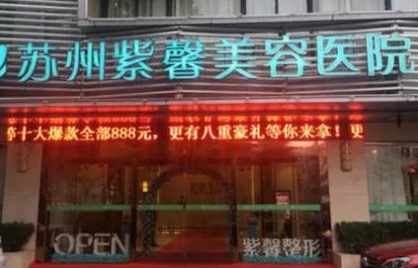 苏州紫馨美容医院
十大爆款全部888元，更有八重豪礼等你来拿！更
OPEN
紫馨整形